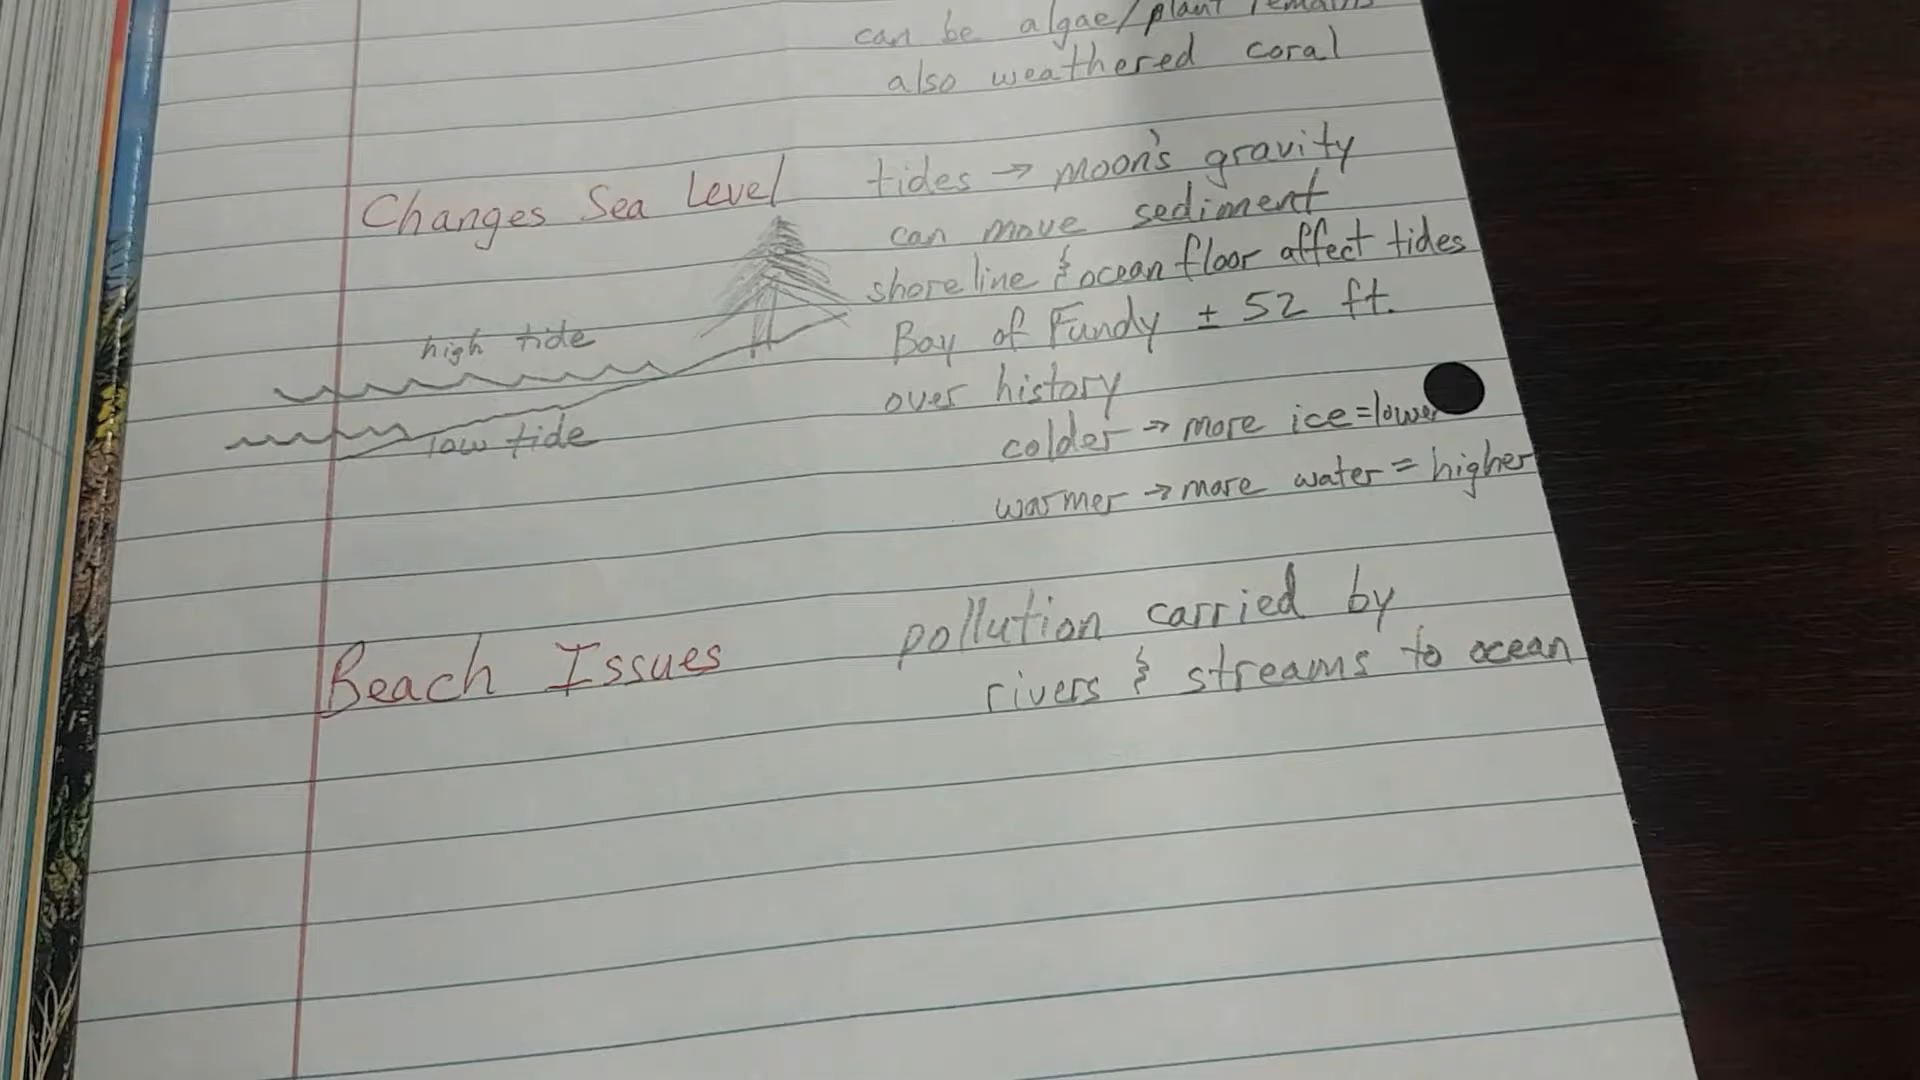 can be algae/plant remains
also weathered coral
Changes Sea Level
tides → moon's gravity
can move sediment
shoreline & ocean floor affect tides
Bay of Fundy ± 52 ft.
over history
colder → more ice = lower
warmer → more water = higher
high tide
low tide
Beach Issues
pollution carried by
rivers & streams to ocean